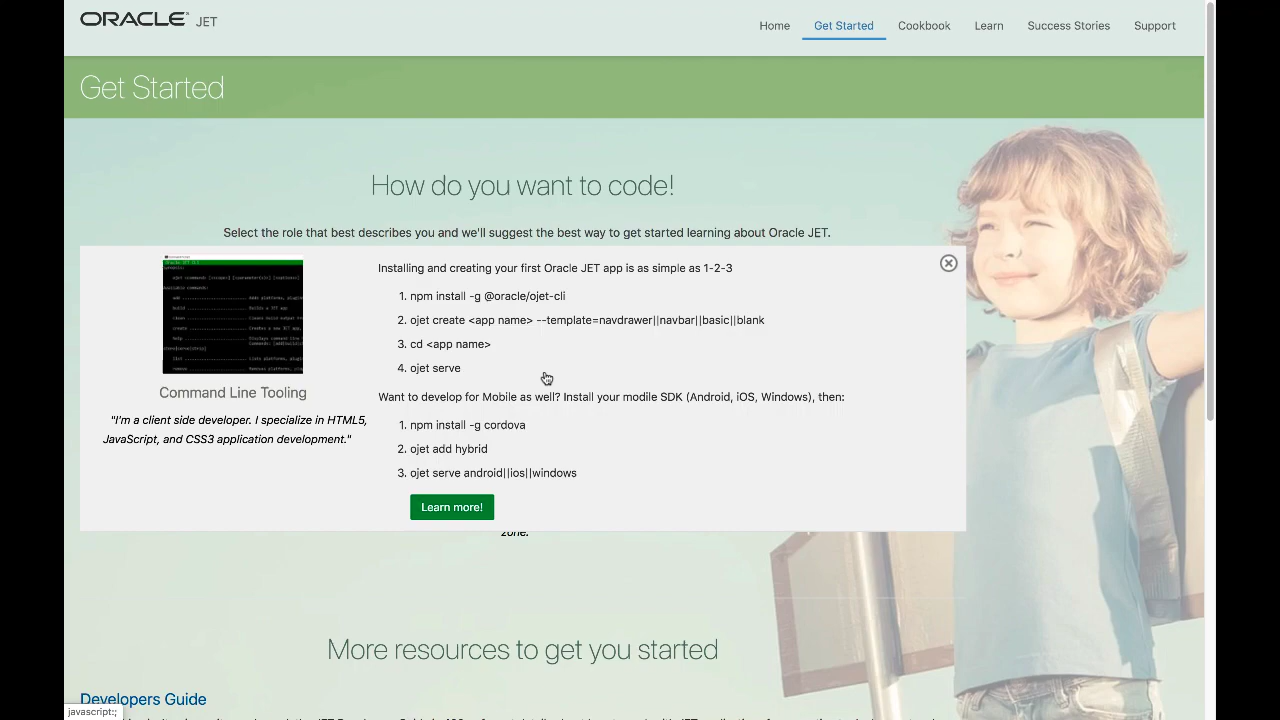 ORACLE JET
Home Get Started Cookbook Learn Success Stories Support
Get Started
How do you want to code!
Select the role that best describes you and we'll suggest the best way to get started learning about Oracle JET.
Installing and creating your first Oracle JET app is as simple as 1-2-3
1. npm install -g @oracle/ojet-cli
2. ojet create <app name> --template=navdrawer||navbar||blank
3. cd <app name>
4. ojet serve
Command Line Tooling
"I'm a client side developer. I specialize in HTML5,
JavaScript, and CSS3 application development."
Want to develop for Mobile as well? Install your modile SDK (Android, iOS, Windows), then:
1. npm install -g cordova
2. ojet add hybrid
3. ojet serve android||ios||windows
Learn more!
zone.
More resources to get you started
Developers Guide
javascript:;